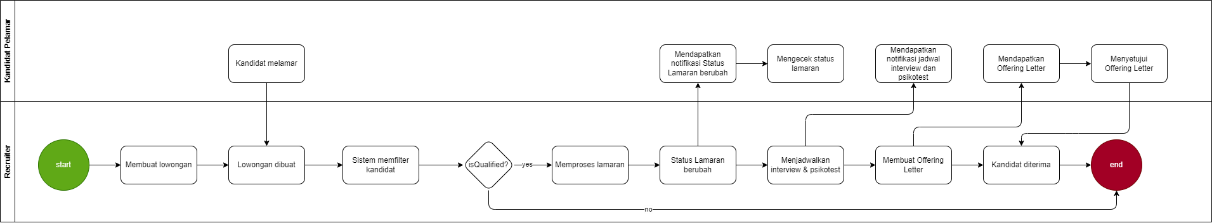 Kandidat Pelamar
Kandidat melamar
Mendapatkan
notifikasi Status
Lamaran berubah
Mengecek status
lamaran
Mendapatkan
notifikasi jadwal
interview dan
psikotest
Mendapatkan
Offering Letter
Menyetujui
Offering Letter
Recruiter
start
Membuat lowongan
Lowongan dibuat
Sistem memfilter
kandidat
isQualified?
yes
Memproses lamaran
Status Lamaran
berubah
Menjadwalkan
interview & psikotest
Membuat Offering
Letter
Kandidat diterima
end
no